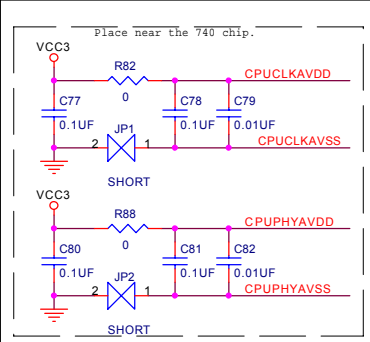 Place near the 740 chip.
VCC3
R82
CPUCLKAVDD
0
C77
C78
C79
0.1UF
JP1
0.1UF
0.01UF
2
1
CPUCLKAVSS
SHORT
VCC3
R88
CPUPHYAVDD
0
C80
C81
C82
0.1UF
JP2
0.1UF
0.01UF
2
1
CPUPHYAVSS
SHORT